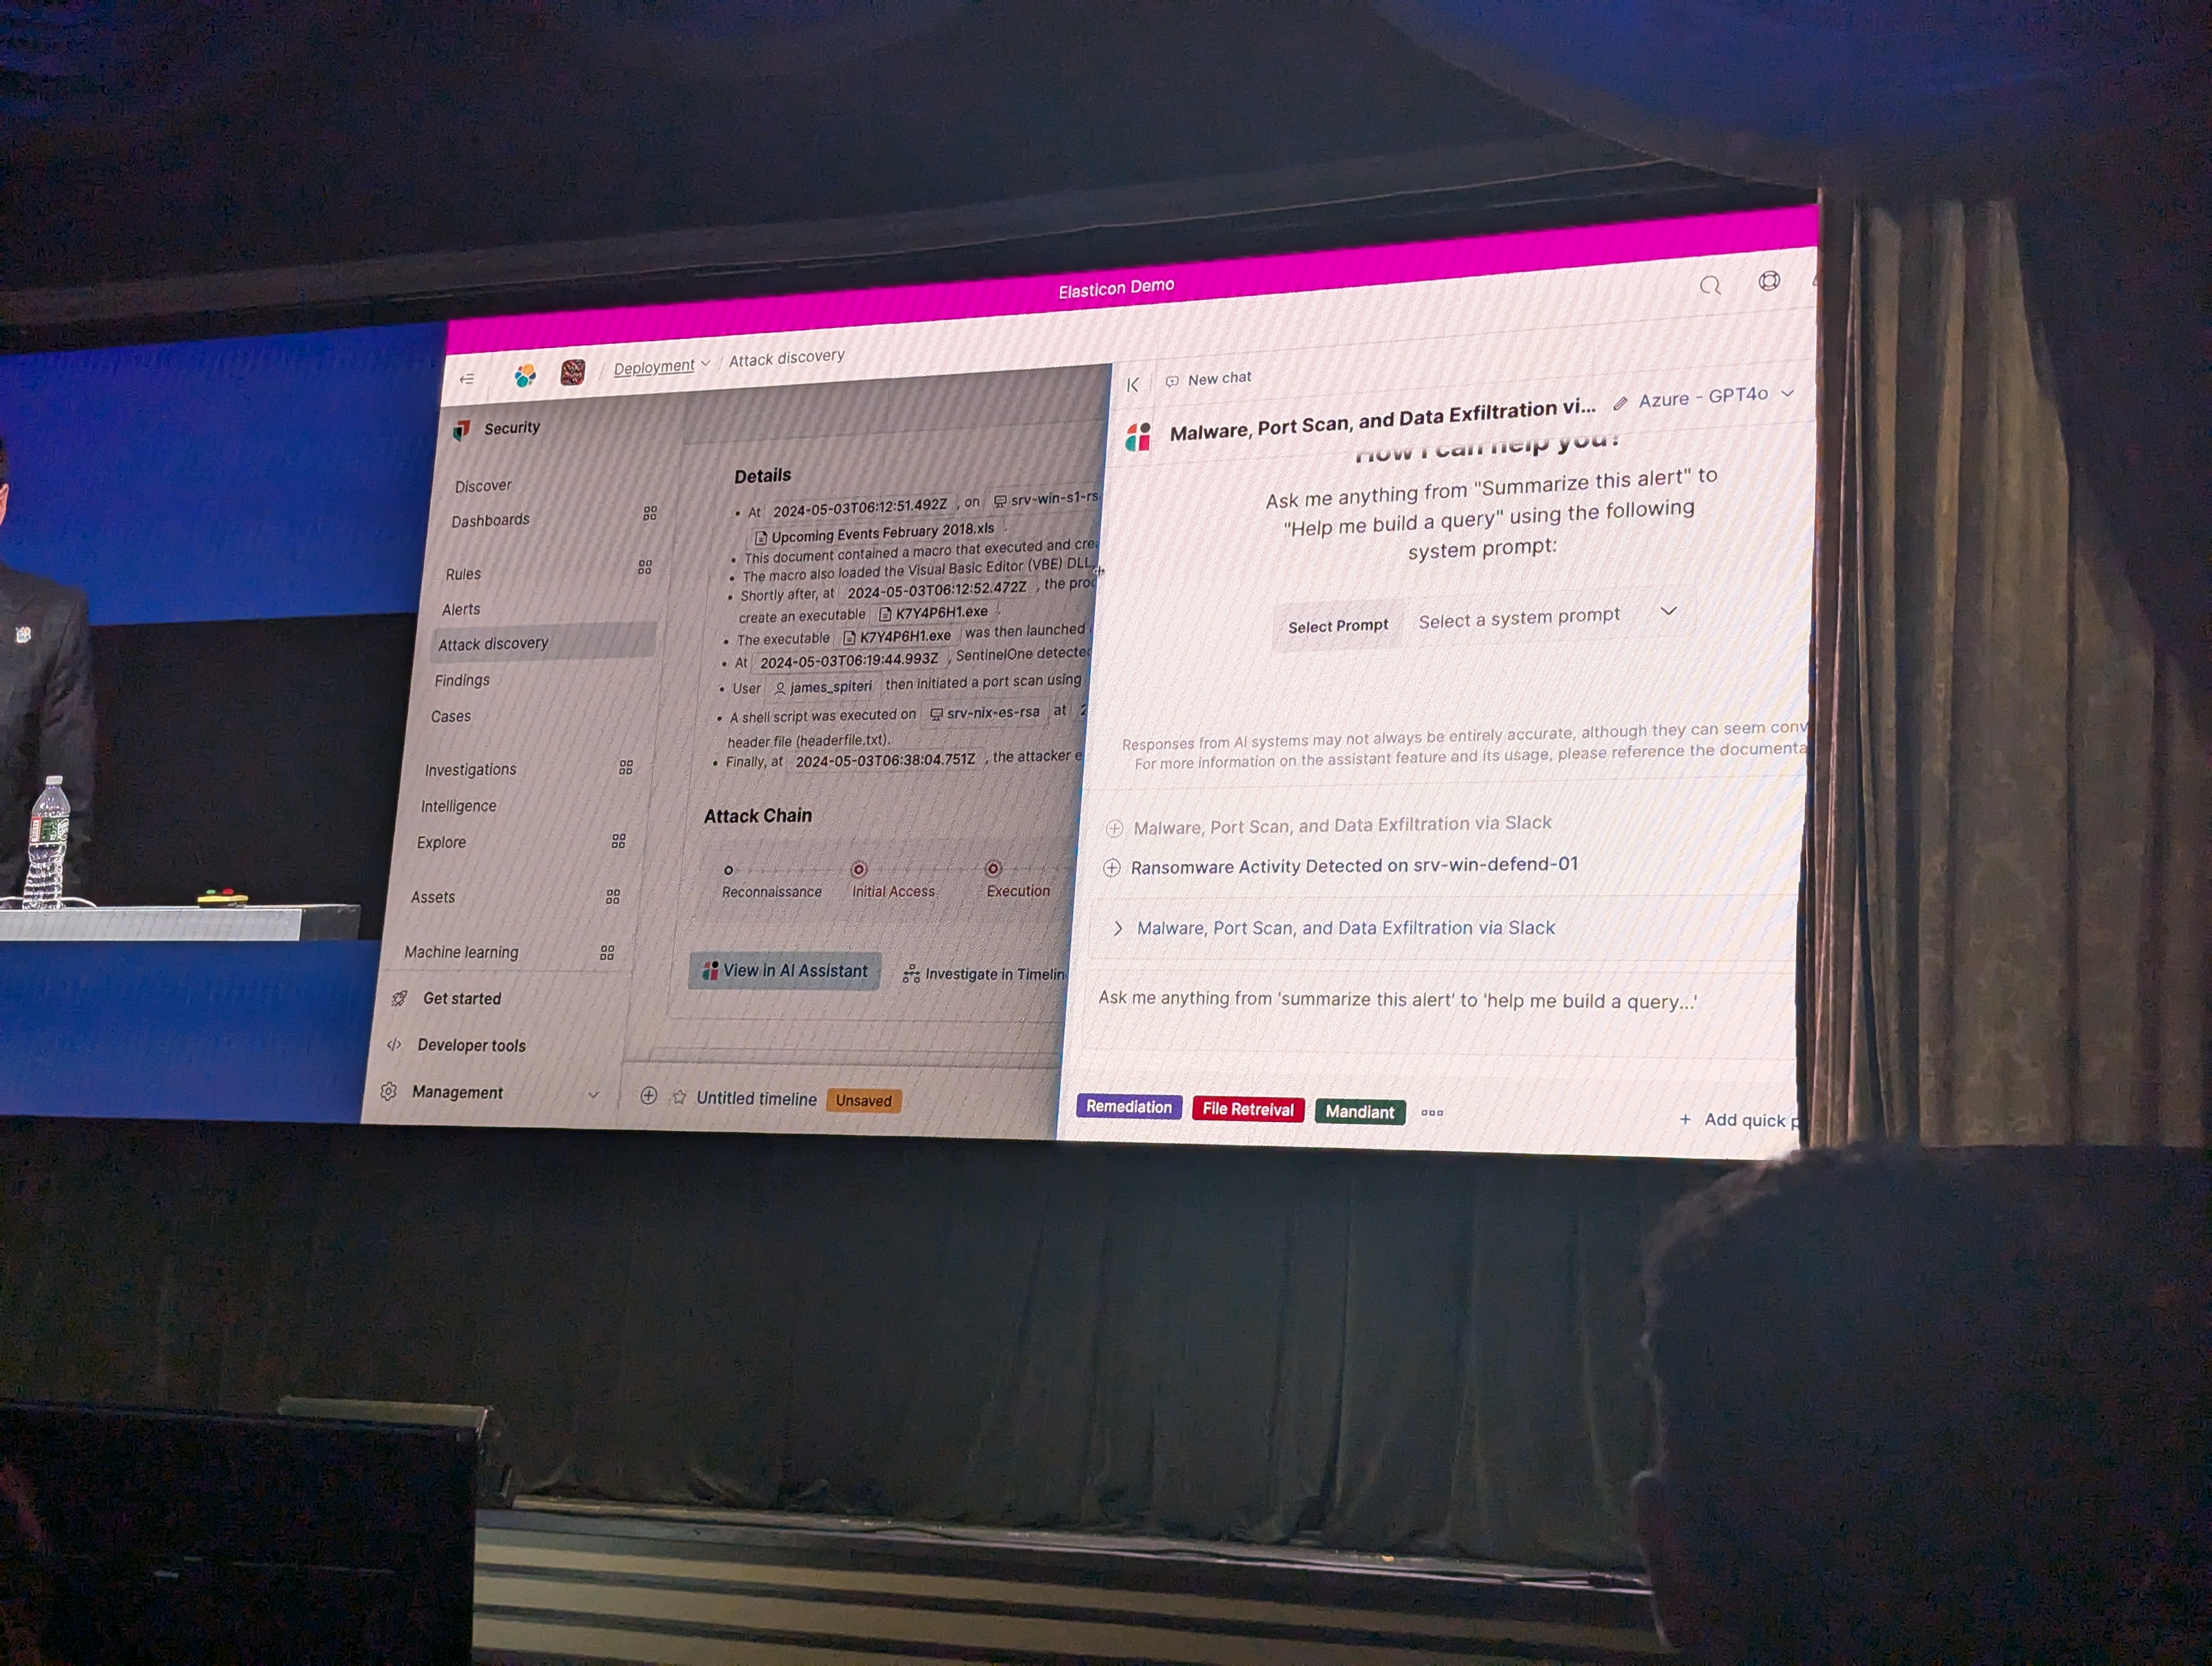 Elasticon Demo
Deployment / Attack discovery
Security
Discover
Dashboards
Rules
Alerts
Attack discovery
Findings
Cases
Investigations
Intelligence
Explore
Assets
Machine learning
Get started
Developer tools
Management
Details
• At 2024-05-03T06:12:51.492Z , on srv-win-s1-rs
Upcoming Events February 2018.xls .
• This document contained a macro that executed and cre
• The macro also loaded the Visual Basic Editor (VBE) DLL,
• Shortly after, at 2024-05-03T06:12:52.472Z , the proc
create an executable K7Y4P6H1.exe .
• The executable K7Y4P6H1.exe was then launched
• At 2024-05-03T06:19:44.993Z , SentinelOne detected
• User james_spiteri then initiated a port scan using
• A shell script was executed on srv-nix-es-rsa at 2
header file (headerfile.txt).
• Finally, at 2024-05-03T06:38:04.751Z , the attacker e
Attack Chain
Reconnaissance
Initial Access
Execution
View in AI Assistant
Investigate in Timelin
Untitled timeline
Unsaved
New chat
Malware, Port Scan, and Data Exfiltration vi...
Azure - GPT4o
How I can help you?
Ask me anything from "Summarize this alert" to
"Help me build a query" using the following
system prompt:
Select Prompt
Select a system prompt
Responses from AI systems may not always be entirely accurate, although they can seem conv
For more information on the assistant feature and its usage, please reference the documenta
Malware, Port Scan, and Data Exfiltration via Slack
Ransomware Activity Detected on srv-win-defend-01
Malware, Port Scan, and Data Exfiltration via Slack
Ask me anything from 'summarize this alert' to 'help me build a query...'
Remediation
File Retreival
Mandiant
+ Add quick p